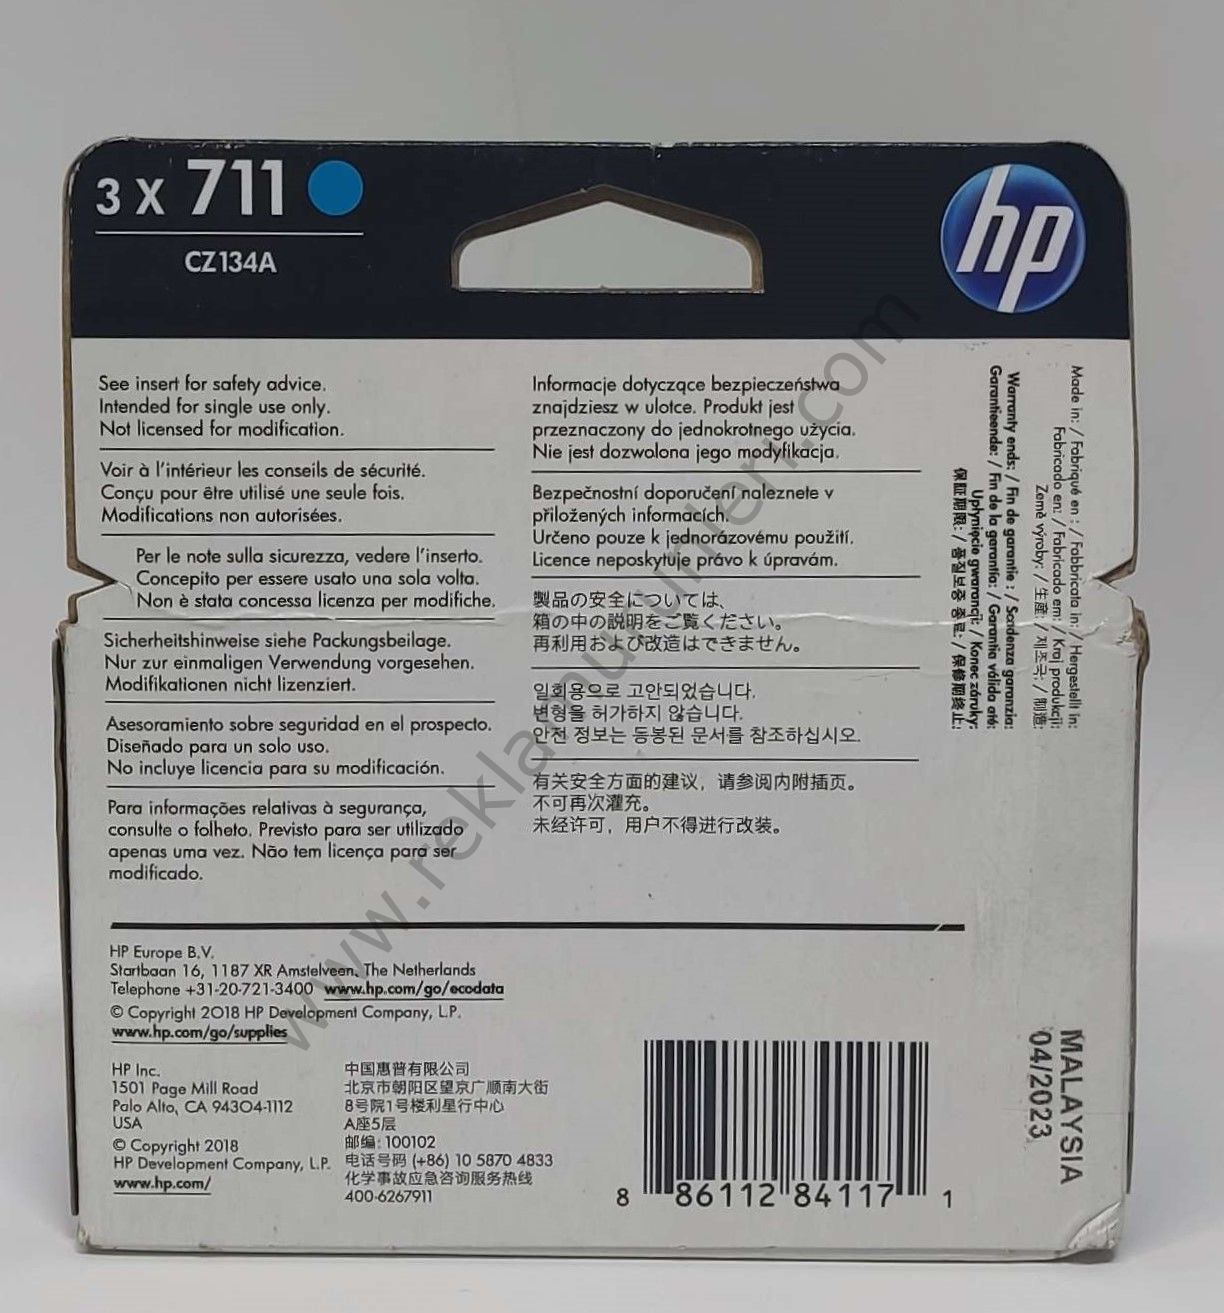 3 X 711
CZ134A
hp
See insert for safety advice.
Intended for single use only.
Not licensed for modification.
Voir à l'intérieur les conseils de sécurité.
Conçu pour être utilisé une seule fois.
Modifications non autorisées.
Per le note sulla sicurezza, vedere l'inserto.
Concepito per essere usato una sola volta.
Non è stata concessa licenza per modifiche.
Sicherheitshinweise siehe Packungsbeilage.
Nur zur einmaligen Verwendung vorgesehen.
Modifikationen nicht lizenziert.
Asesoramiento sobre seguridad en el prospecto.
Diseñado para un solo uso.
No incluye licencia para su modificación.
Para informações relativas à segurança,
consulte o folheto. Previsto para ser utilizado
apenas uma vez. Não tem licença para ser
modificado.
Informacje dotyczące bezpieczeństwa
znajdziesz w ulotce. Produkt jest
przeznaczony do jednokrotnego użycia.
Nie jest dozwolona jego modyfikacja.
Bezpečnostní doporučení naleznete v
přiložených informacích.
Určeno pouze k jednorázovému použití.
Licence neposkytuje právo k úpravám.
製品の安全については、
箱の中の説明をご覧ください。
再利用および改造はできません。
일회용으로 고안되었습니다.
변형을 허가하지 않습니다.
안전 정보는 동봉된 문서를 참조하십시오.
有关安全方面的建议，请参阅内附插页。
不可再次灌充。
未经许可，用户不得进行改装。
Made in: / Fabriqué en : / Fabbricato in: / Hergestellt in:
Fabricado en: / Fabricado em: / Kraj produkcji:
Země výroby: / 生産: / 제조국: / 制造:
Warranty ends: / Fin de garantie : / Scadenza garanzia:
Garantieende: / Fin de la garantía: / Garantia válida até:
Upłynięcie gwarancji: / Konec záruky:
保証期限: / 품질보증 종료: / 保修期终止:
HP Europe B.V.
Startbaan 16, 1187 XR Amstelveen, The Netherlands
Telephone +31-20-721-3400 www.hp.com/go/ecodata
© Copyright 2018 HP Development Company, L.P.
www.hp.com/go/supplies
HP Inc.
1501 Page Mill Road
Palo Alto, CA 94304-1112
USA
© Copyright 2018
HP Development Company, L.P.
www.hp.com/
中国惠普有限公司
北京市朝阳区望京广顺南大街
8号院1号楼利星行中心
A座5层
邮编: 100102
电话号码 (+86) 10 5870 4833
化学事故应急咨询服务热线
400-6267911
8 86112 84117 1
MALAYSIA
04/2023